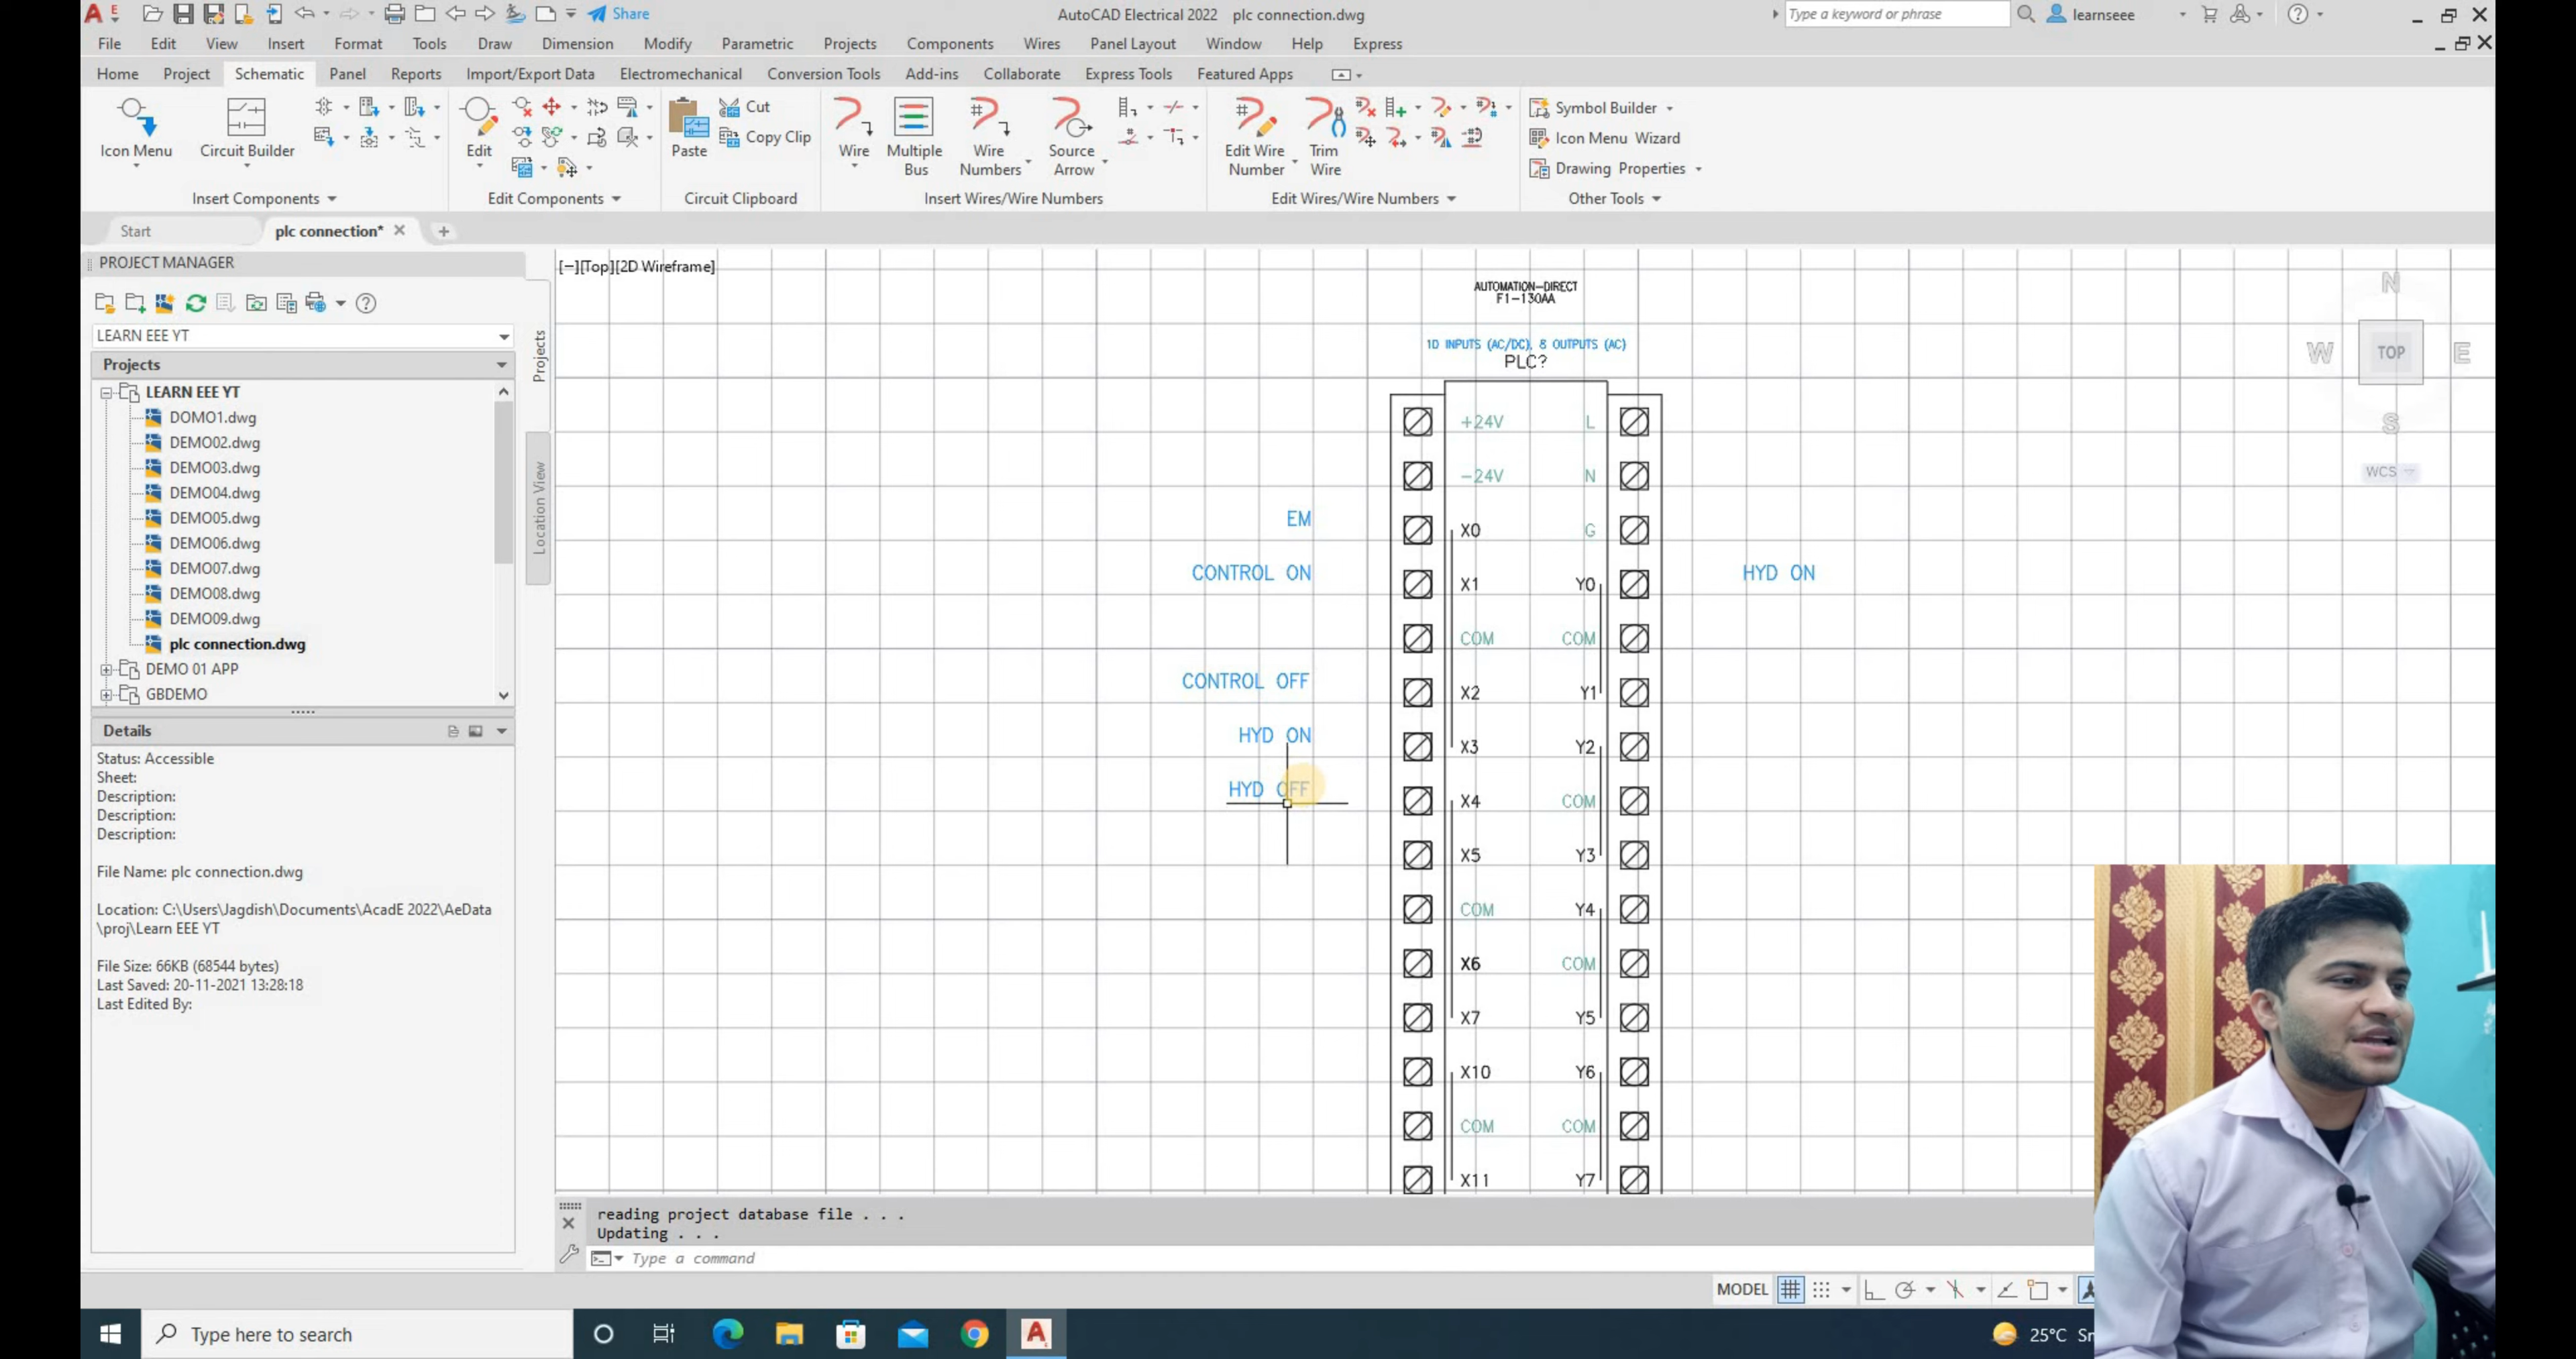 AutoCAD Electrical 2022 plc connection.dwg
Share
Type a keyword or phrase
learnseee
File Edit View Insert Format Tools Draw Dimension Modify Parametric Projects Components Wires Panel Layout Window Help Express
Home Project Schematic Panel Reports Import/Export Data Electromechanical Conversion Tools Add-ins Collaborate Express Tools Featured Apps
Icon Menu
Circuit Builder
Insert Components
Edit
Edit Components
Paste
Cut
Copy Clip
Circuit Clipboard
Wire
Multiple Bus
Wire Numbers
Source Arrow
Insert Wires/Wire Numbers
Edit Wire Number
Trim Wire
Edit Wires/Wire Numbers
Symbol Builder
Icon Menu Wizard
Drawing Properties
Other Tools
Start
plc connection*
PROJECT MANAGER
LEARN EEE YT
Projects
LEARN EEE YT
DOMO1.dwg
DEMO02.dwg
DEMO03.dwg
DEMO04.dwg
DEMO05.dwg
DEMO06.dwg
DEMO07.dwg
DEMO08.dwg
DEMO09.dwg
plc connection.dwg
DEMO 01 APP
GBDEMO
Projects
Location View
Details
Status: Accessible
Sheet:
Description:
Description:
Description:
File Name: plc connection.dwg
Location: C:\Users\Jagdish\Documents\AcadE 2022\AeData
\proj\Learn EEE YT
File Size: 66KB (68544 bytes)
Last Saved: 20-11-2021 13:28:18
Last Edited By:
[−][Top][2D Wireframe]
AUTOMATION-DIRECT
F1-130AA
10 INPUTS (AC/DC), 8 OUTPUTS (AC)
PLC?
+24V L
−24V N
EM X0 G
CONTROL ON X1 Y0 HYD ON
COM COM
CONTROL OFF X2 Y1
HYD ON X3 Y2
HYD OFF X4 COM
X5 Y3
COM Y4
X6 COM
X7 Y5
X10 Y6
COM COM
X11 Y7
N
W TOP E
S
WCS
reading project database file . . .
Updating . . .
Type a command
MODEL
Type here to search
25°C